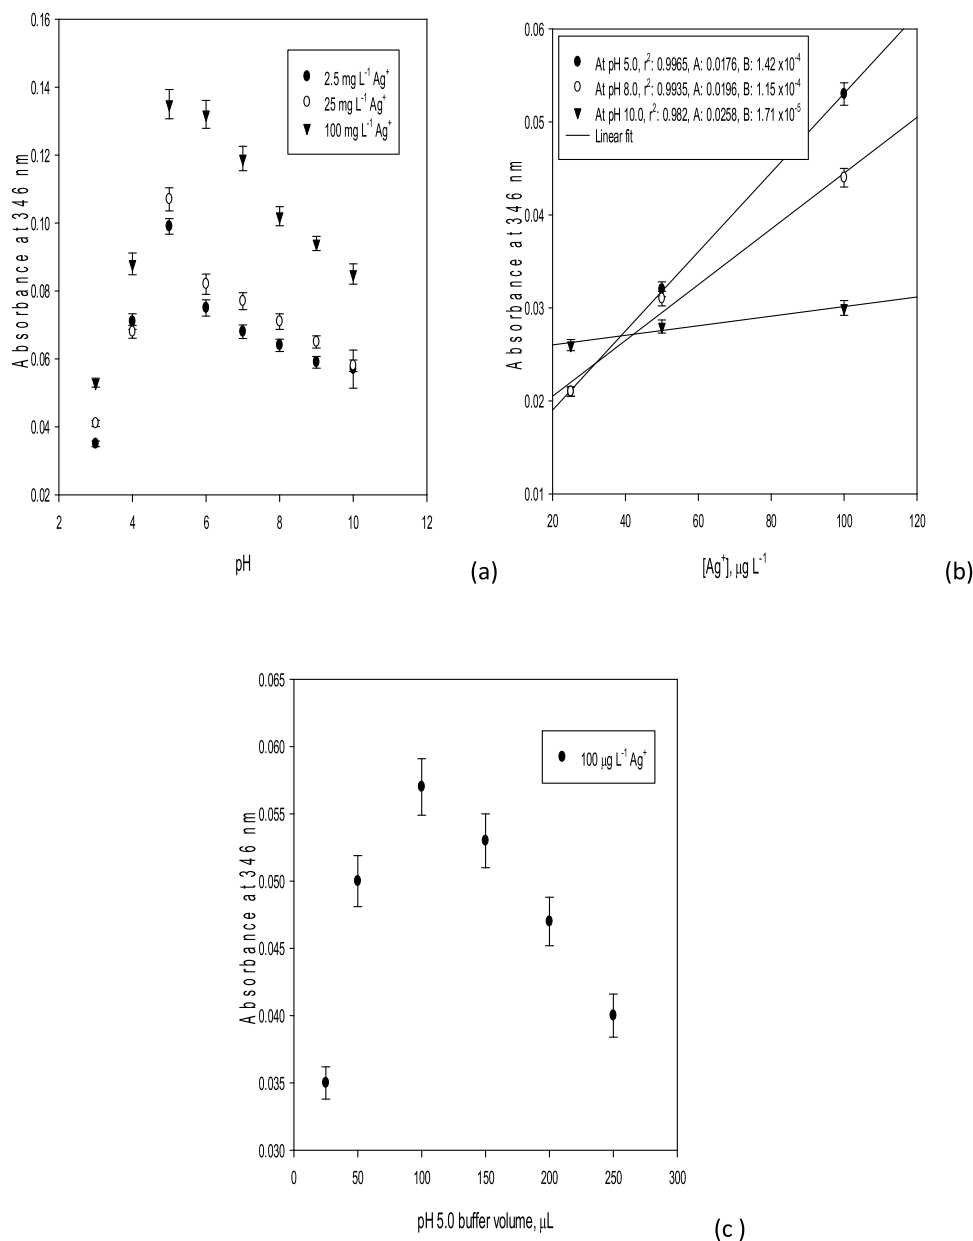 0.16
0.14
0.12
0.10
0.08
0.06
0.04
0.02
Absorbance at 346 nm
2.5 mg L⁻¹ Ag⁺
25 mg L⁻¹ Ag⁺
100 mg L⁻¹ Ag⁺
2 4 6 8 10 12
pH
(a)
0.06
0.05
0.04
0.03
0.02
0.01
Absorbance at 346 nm
At pH 5.0, r²: 0.9965, A: 0.0176, B: 1.42 x10⁻⁴
At pH 8.0, r²: 0.9935, A: 0.0196, B: 1.15 x10⁻⁴
At pH 10.0, r²: 0.982, A: 0.0258, B: 1.71 x10⁻⁵
Linear fit
20 40 60 80 100 120
[Ag⁺], μg L⁻¹
(b)
0.065
0.060
0.055
0.050
0.045
0.040
0.035
0.030
Absorbance at 346 nm
100 μg L⁻¹ Ag⁺
0 50 100 150 200 250 300
pH 5.0 buffer volume, μL
(c )